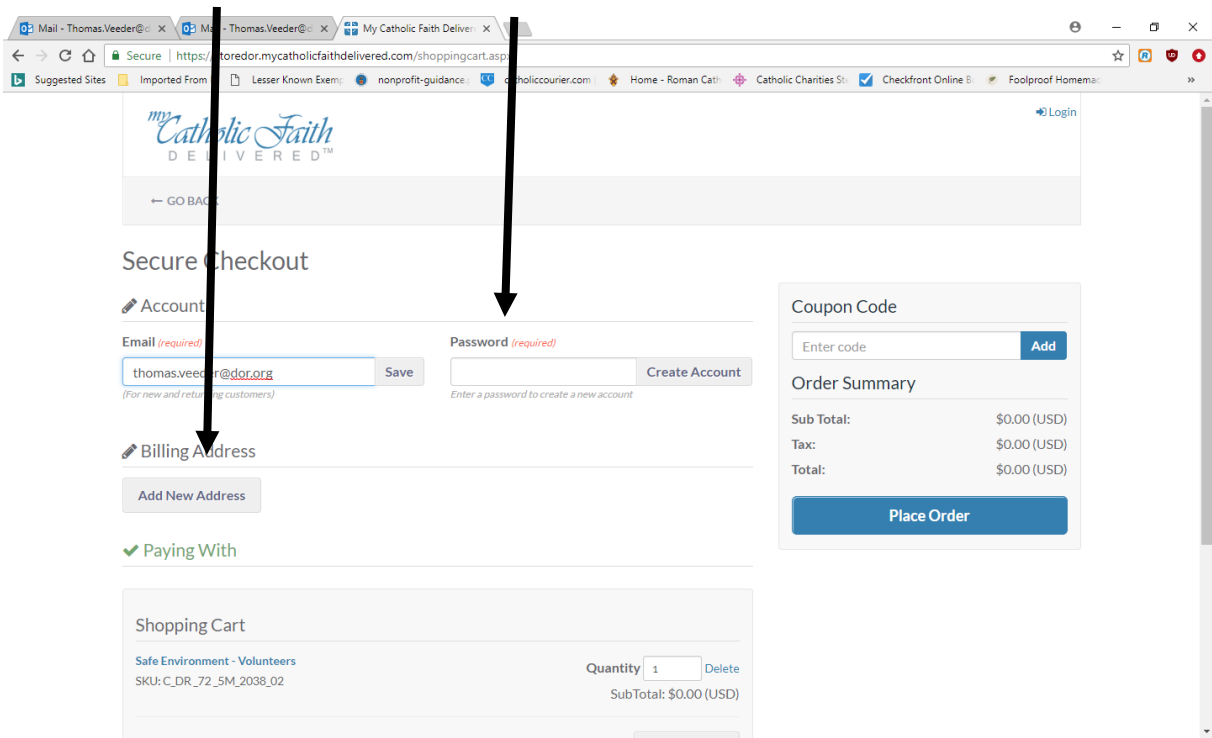 Mail - Thomas.Veeder@d
Mail - Thomas.Veeder@d
My Catholic Faith Deliver
Secure | https://storedor.mycatholicfaithdelivered.com/shoppingcart.asp
Suggested Sites Imported From Lesser Known Exemp nonprofit-guidance. catholiccourier.com | Home - Roman Cath Catholic Charities Ste Checkfront Online Bo Foolproof Homemad »
my Catholic Faith
DELIVERED™
Login
← GO BACK
Secure Checkout
Account
Email (required)
Password (required)
thomas.veeder@dor.org Save
Create Account
(For new and returning customers)
Enter a password to create a new account
Billing Address
Add New Address
Paying With
Shopping Cart
Safe Environment - Volunteers
SKU: C_DR_72_5M_2038_02
Quantity 1 Delete
SubTotal: $0.00 (USD)
Coupon Code
Enter code Add
Order Summary
Sub Total: $0.00 (USD)
Tax: $0.00 (USD)
Total: $0.00 (USD)
Place Order